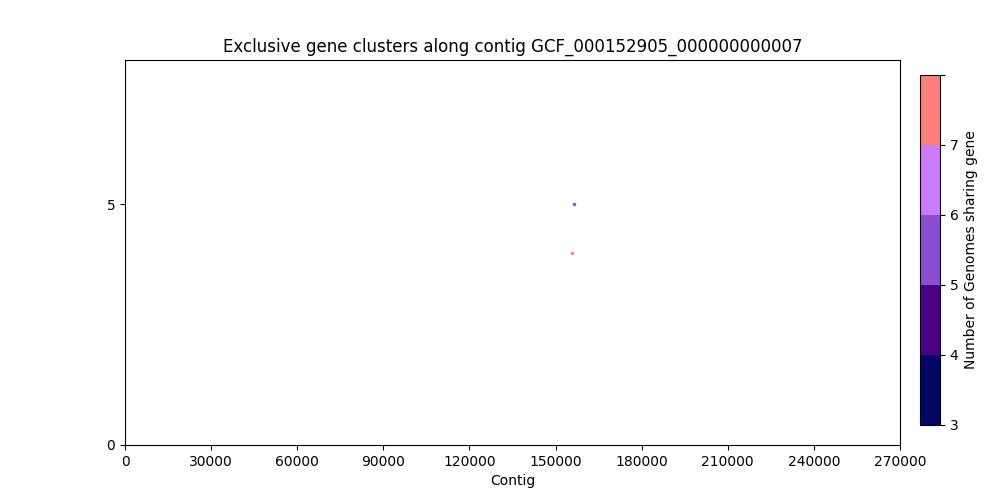 Exclusive gene clusters along contig GCF_000152905_000000000007
5
0
0 30000 60000 90000 120000 150000 180000 210000 240000 270000
Contig
7
6
5
4
3
Number of Genomes sharing gene